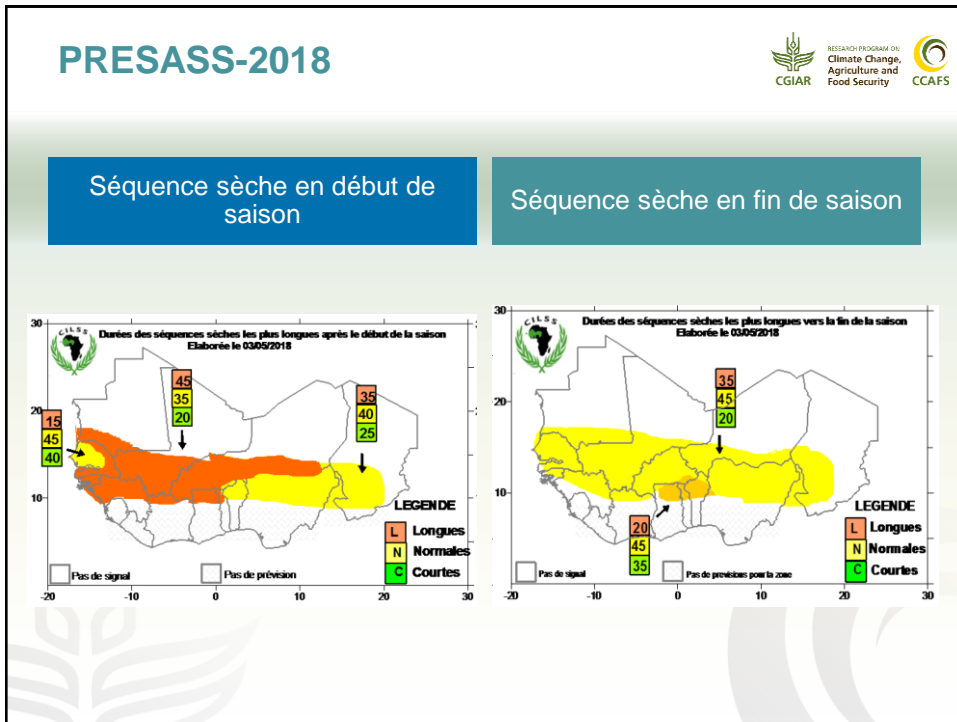 PRESASS-2018
CGIAR
RESEARCH PROGRAM ON
Climate Change,
Agriculture and
Food Security
CCAFS
Séquence sèche en début de
saison
Séquence sèche en fin de saison
30
CILSS
Durées des séquences sèches les plus longues après le début de la saison
Elaborée le 03/05/2018
45
35
20
35
40
25
20
15
45
40
10
LEGENDE
L Longues
N Normales
C Courtes
Pas de signal
Pas de prévision
-20
-10
0
10
20
30
30
CILSS
Durées des séquences sèches les plus longues vers la fin de la saison
Elaborée le 03/05/2018
35
45
20
20
10
20
45
35
LEGENDE
L Longues
N Normales
C Courtes
Pas de signal
Pas de previsions pour la zone
-20
-10
0
10
20
30